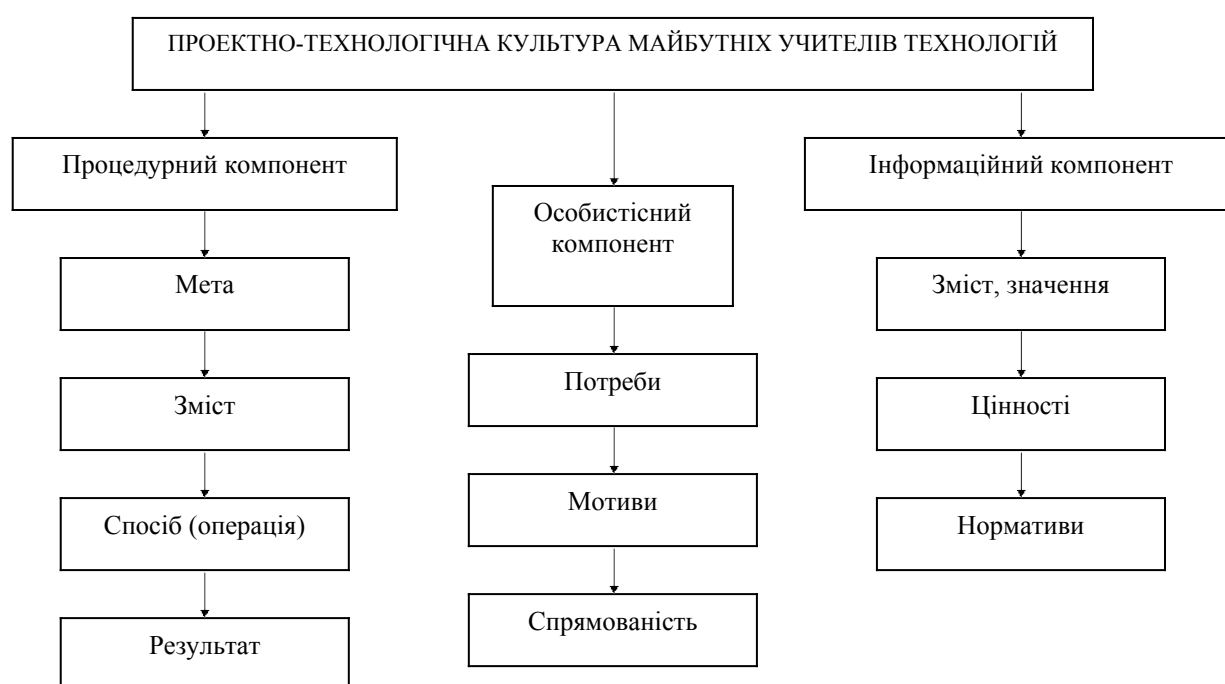 ПРОЕКТНО-ТЕХНОЛОГІЧНА КУЛЬТУРА МАЙБУТНІХ УЧИТЕЛІВ ТЕХНОЛОГІЙ
Процедурний компонент
Мета
Зміст
Спосіб (операція)
Результат
Особистісний
компонент
Потреби
Мотиви
Спрямованість
Інформаційний компонент
Зміст, значення
Цінності
Нормативи